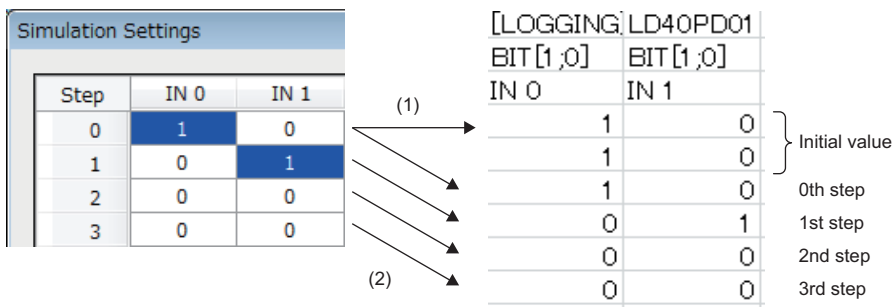 Simulation Settings
Step IN 0 IN 1
0 1 0
1 0 1
2 0 0
3 0 0
(1)
(2)
[LOGGING] LD40PD01
BIT[1;0] BIT[1;0]
IN 0 IN 1
1 0
1 0
Initial value
1 0 0th step
0 1 1st step
0 0 2nd step
0 0 3rd step